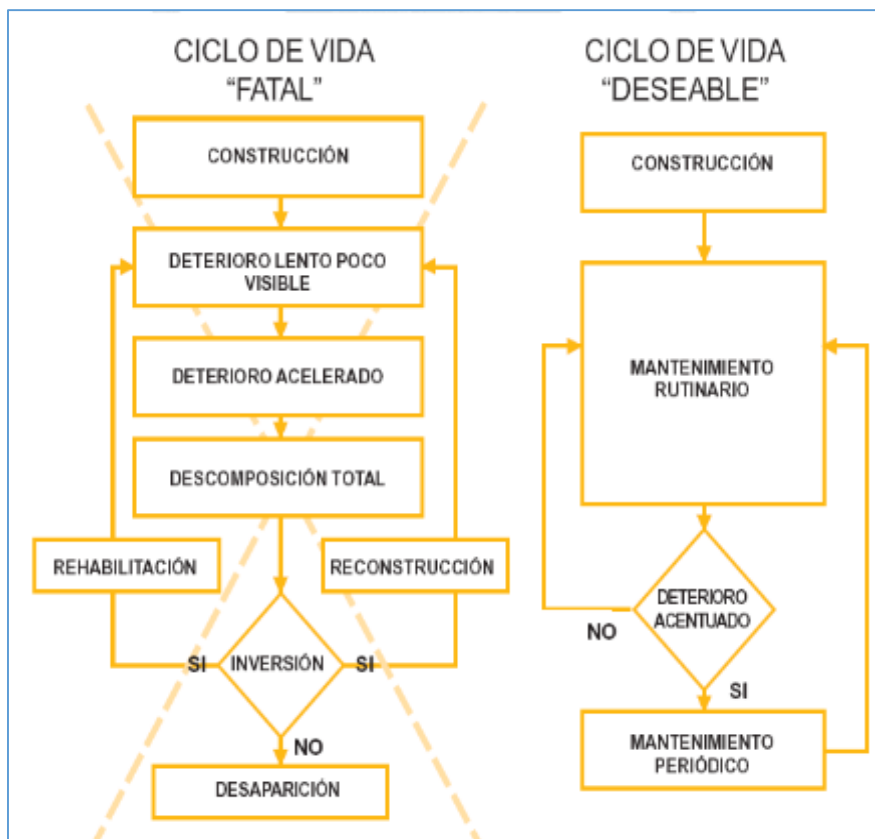 CICLO DE VIDA
“FATAL”
CONSTRUCCIÓN
DETERIORO LENTO POCO
VISIBLE
DETERIORO ACELERADO
DESCOMPOSICIÓN TOTAL
REHABILITACIÓN
RECONSTRUCCIÓN
SI
INVERSIÓN
SI
NO
DESAPARICIÓN
CICLO DE VIDA
“DESEABLE”
CONSTRUCCIÓN
MANTENIMIENTO
RUTINARIO
DETERIORO
ACENTUADO
NO
SI
MANTENIMIENTO
PERIÓDICO